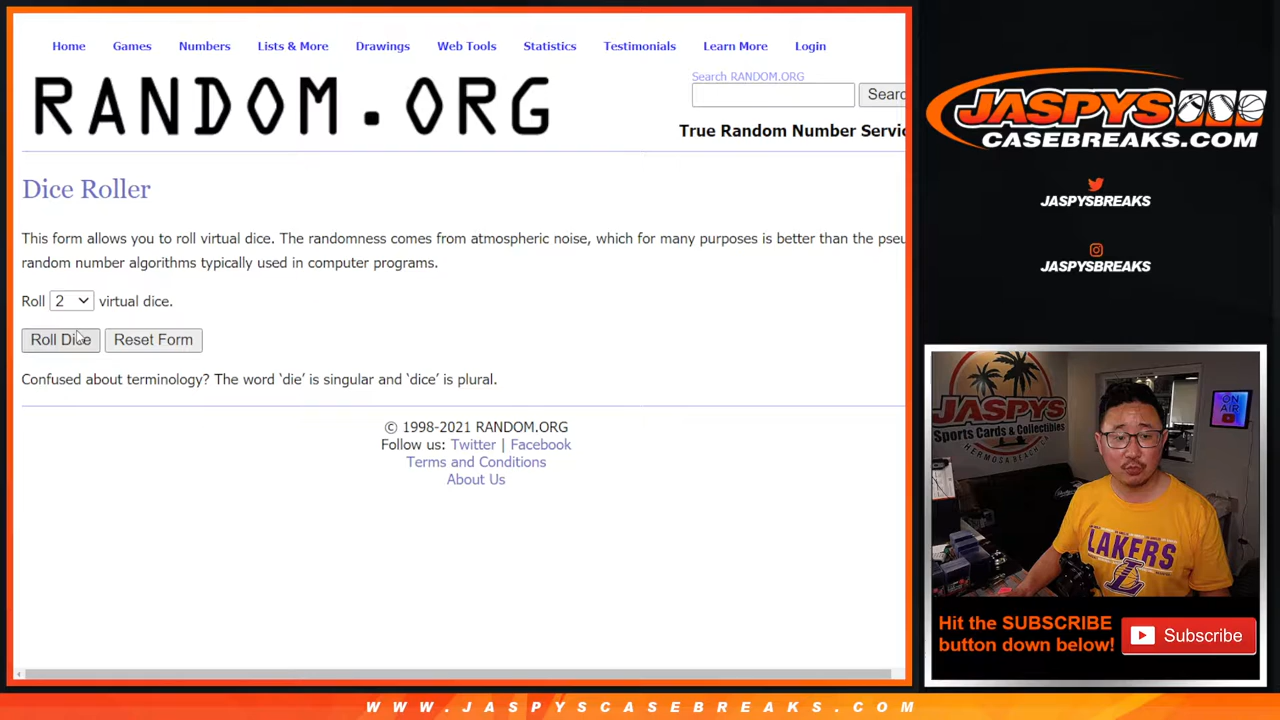 Home Games Numbers Lists & More Drawings Web Tools Statistics Testimonials Learn More Login
RANDOM.ORG
Search RANDOM.ORG
Searc
True Random Number Servic
Dice Roller
This form allows you to roll virtual dice. The randomness comes from atmospheric noise, which for many purposes is better than the pseu
random number algorithms typically used in computer programs.
Roll 2 virtual dice.
Roll Dice Reset Form
Confused about terminology? The word ‘die’ is singular and ‘dice’ is plural.
© 1998-2021 RANDOM.ORG
Follow us: Twitter | Facebook
Terms and Conditions
About Us
JASPYS
CASEBREAKS.COM
JASPYSBREAKS
JASPYSBREAKS
JASPYS
Sports Cards & Collectibles
HERMOSA BEACH
ON
AIR
LAKERS
L
Hit the SUBSCRIBE
button down below!
Subscribe
WWW.JASPYSCASEBREAKS.COM